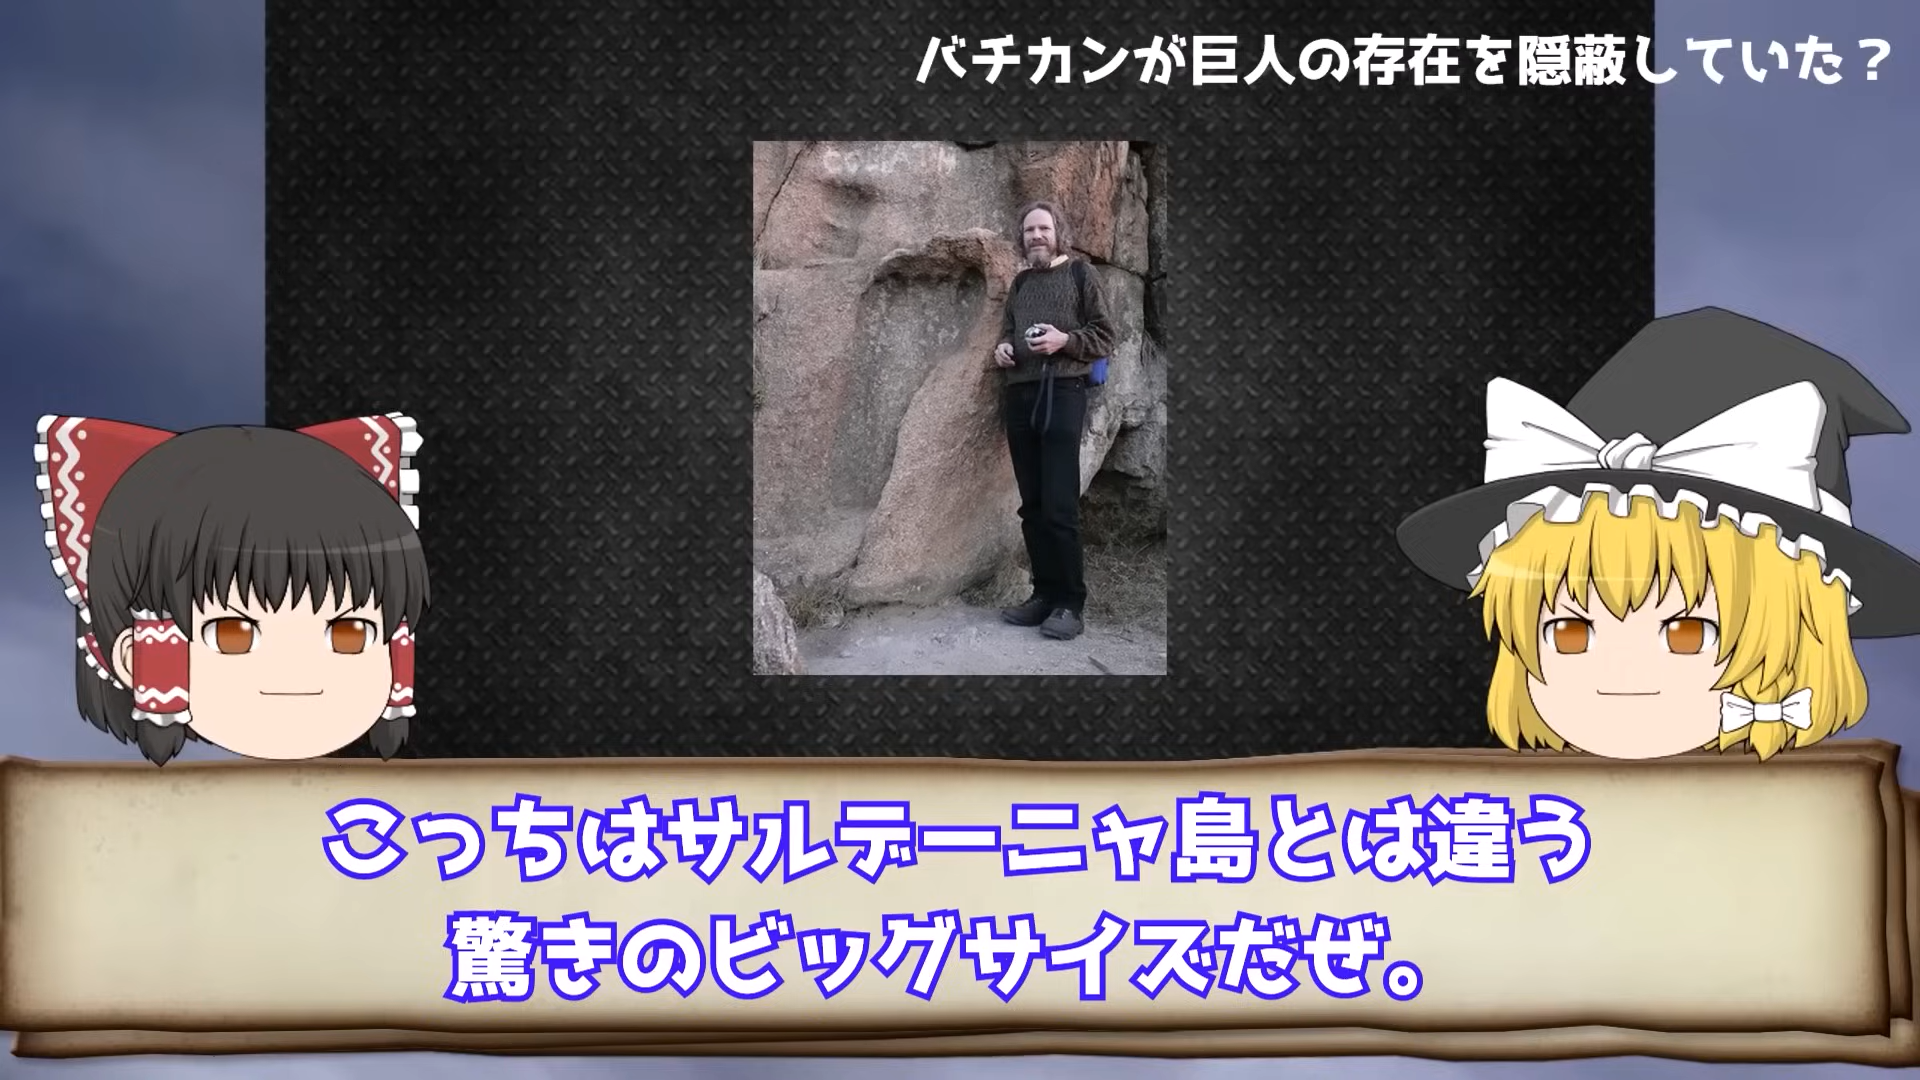 バチカンが巨人の存在を隠蔽していた？
こっちはサルデーニャ島とは違う
驚きのビッグサイズだぜ。